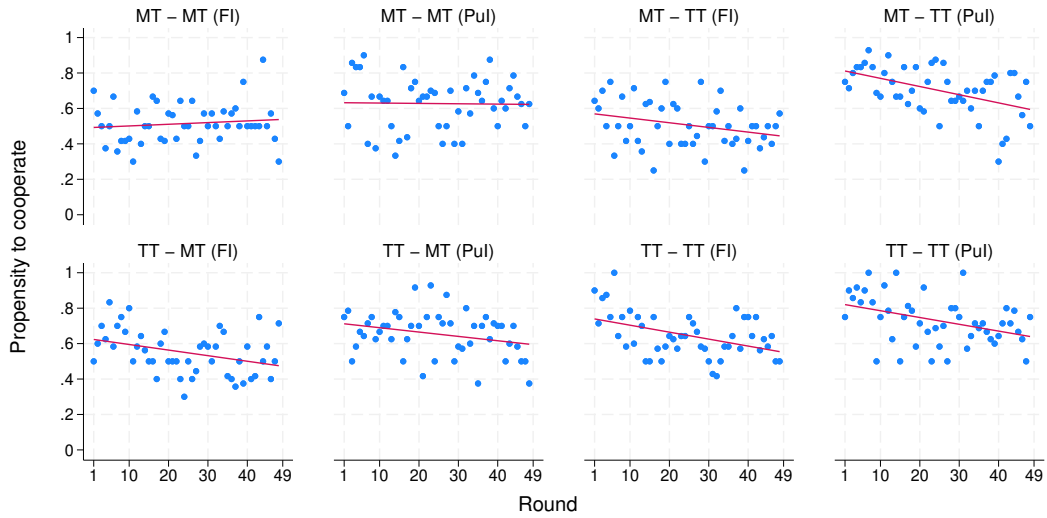 MT – MT (FI)
MT – MT (PuI)
MT – TT (FI)
MT – TT (PuI)
1
.8
.6
.4
.2
0
TT – MT (FI)
TT – MT (PuI)
TT – TT (FI)
TT – TT (PuI)
1
.8
.6
.4
.2
0
1 10 20 30 40 49
1 10 20 30 40 49
1 10 20 30 40 49
1 10 20 30 40 49
Propensity to cooperate
Round